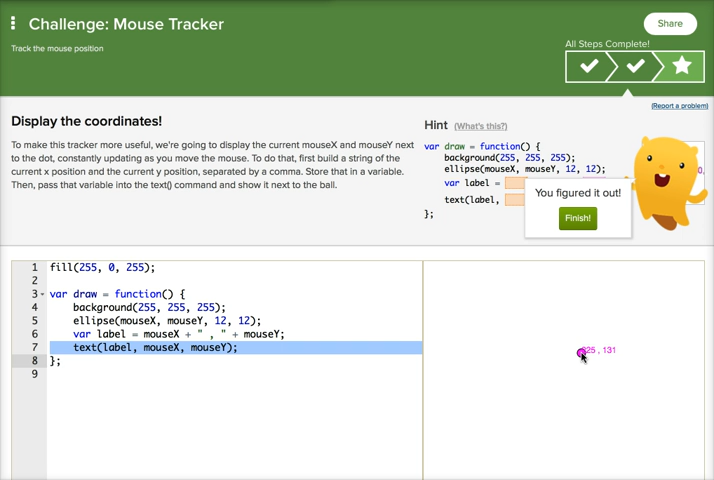 Challenge: Mouse Tracker
Share
Track the mouse position
All Steps Complete!
(Report a problem)
Display the coordinates!
To make this tracker more useful, we're going to display the current mouseX and mouseY next
to the dot, constantly updating as you move the mouse. To do that, first build a string of the
current x position and the current y position, separated by a comma. Store that in a variable.
Then, pass that variable into the text() command and show it next to the ball.
Hint (What's this?)
var draw = function() {
background(255, 255, 255);
ellipse(mouseX, mouseY, 12, 12);
var label =
text(label,
};
You figured it out!
Finish!
1 fill(255, 0, 255);
2
3 var draw = function() {
4 background(255, 255, 255);
5 ellipse(mouseX, mouseY, 12, 12);
6 var label = mouseX + " , " + mouseY;
7 text(label, mouseX, mouseY);
8 };
9
25 , 131